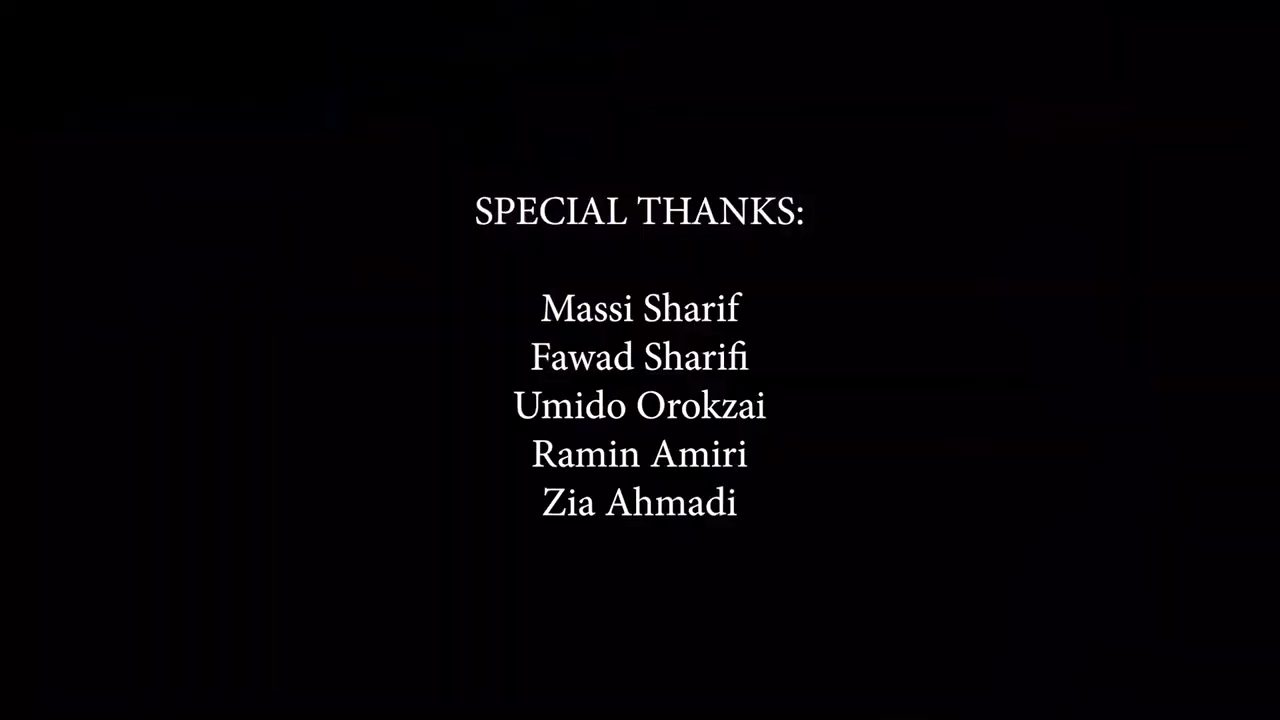 SPECIAL THANKS:
Massi Sharif
Fawad Sharifi
Umido Orokzai
Ramin Amiri
Zia Ahmadi